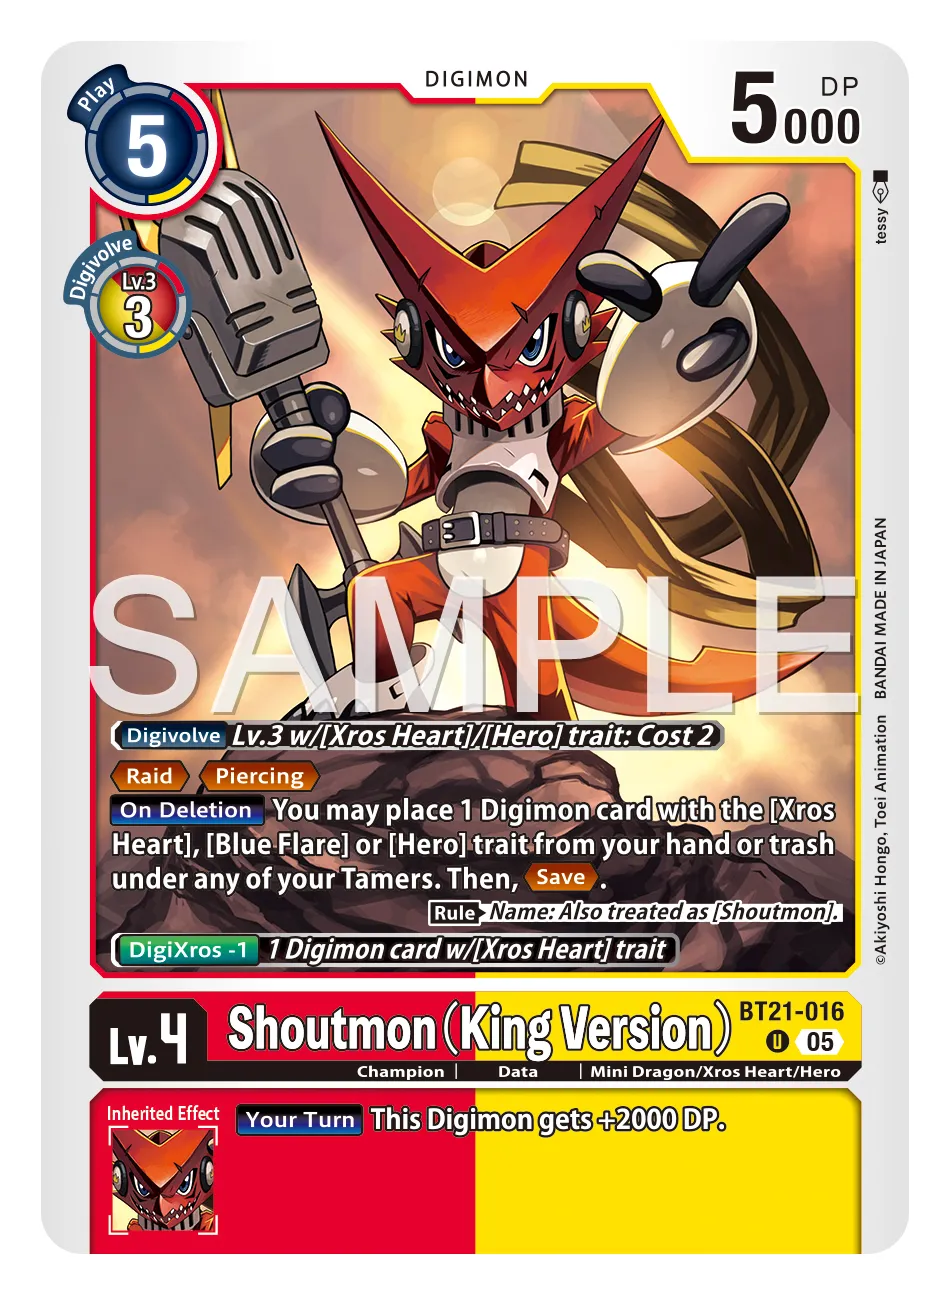 DIGIMON
Play
5
DP
5000
Digivolve
Lv.3
3
tessy
SAMPLE
Digivolve Lv.3 w/[Xros Heart]/[Hero] trait: Cost 2
Raid Piercing
On Deletion You may place 1 Digimon card with the [Xros
Heart], [Blue Flare] or [Hero] trait from your hand or trash
under any of your Tamers. Then, Save.
Rule Name: Also treated as [Shoutmon].
DigiXros -1 1 Digimon card w/[Xros Heart] trait
©Akiyoshi Hongo, Toei Animation BANDAI MADE IN JAPAN
Lv.4
Shoutmon (King Version)
BT21-016
U 05
Champion | Data | Mini Dragon/Xros Heart/Hero
Inherited Effect
Your Turn This Digimon gets +2000 DP.